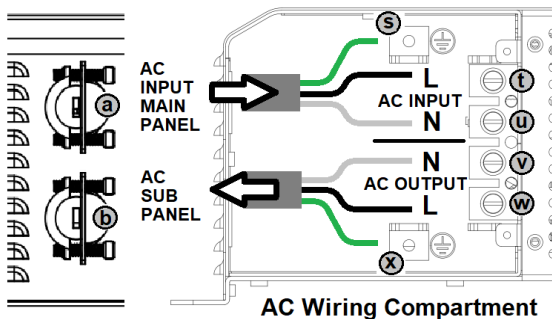 s
AC
INPUT
MAIN
PANEL
a
L
AC INPUT
N
t
u
AC
SUB
PANEL
b
N
AC OUTPUT
L
v
w
x
AC Wiring Compartment